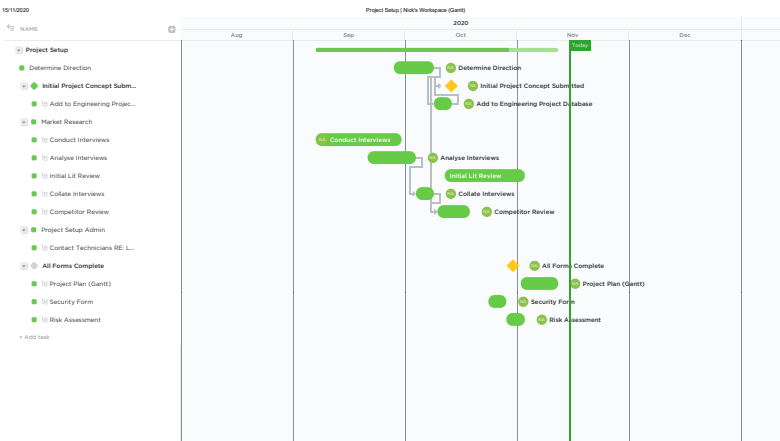 15/11/2020
Project Setup | Nick's Workspace (Gantt)
2020
NAME
Aug Sep Oct Nov Dec
Today
Project Setup
Determine Direction
Determine Direction
Initial Project Concept Subm...
Initial Project Concept Submitted
Add to Engineering Projec...
Add to Engineering Project Database
Market Research
Conduct Interviews
Conduct Interviews
Analyse Interviews
Analyse Interviews
Initial Lit Review
Initial Lit Review
Collate Interviews
Collate Interviews
Competitor Review
Competitor Review
Project Setup Admin
Contact Technicians RE: L...
All Forms Complete
All Forms Complete
Project Plan (Gantt)
Project Plan (Gantt)
Security Form
Security Form
Risk Assessment
Risk Assessment
+ Add task